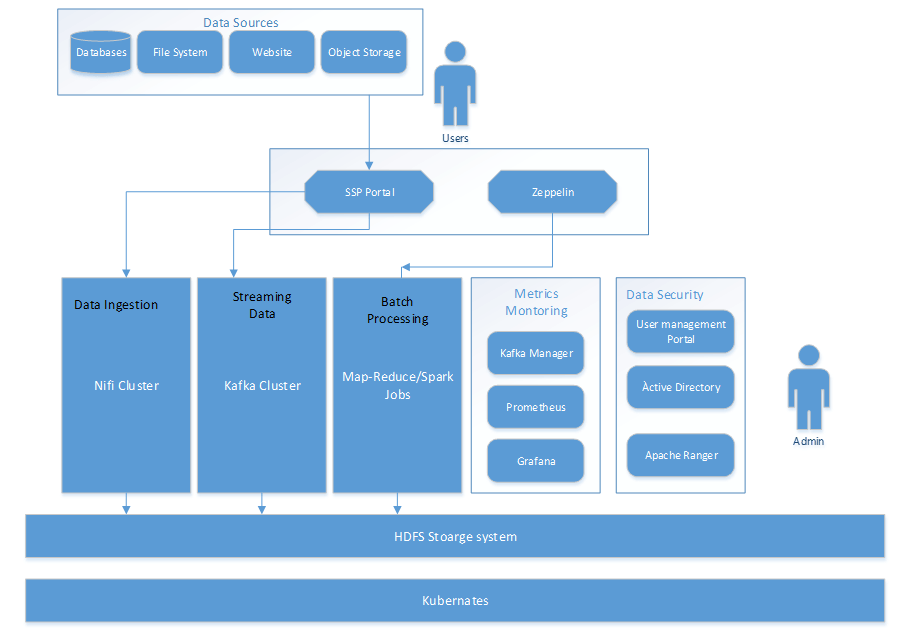 Data Sources
Databases
File System
Website
Object Storage
Users
SSP Portal
Zeppelin
Data Ingestion
Nifi Cluster
Streaming
Data
Kafka Cluster
Batch
Processing
Map-Reduce/Spark
Jobs
Metrics
Montoring
Kafka Manager
Prometheus
Grafana
Data Security
User management
Portal
Àctive Directory
Apache Ranger
Admin
HDFS Stoarge system
Kubernates